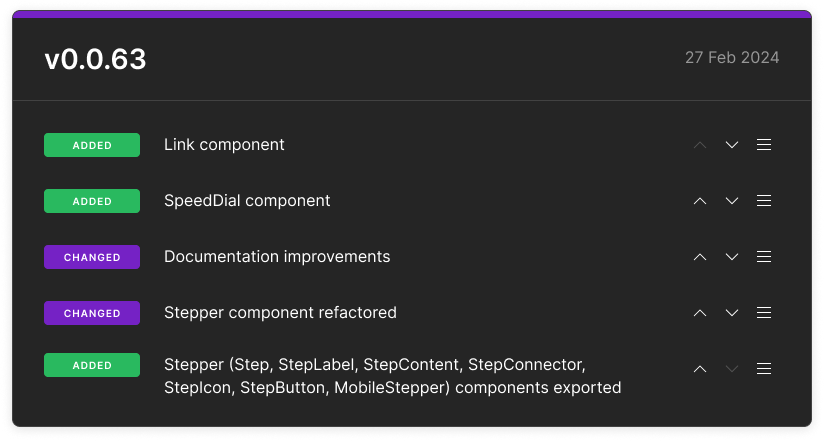 v0.0.63
27 Feb 2024
ADDED
Link component
ADDED
SpeedDial component
CHANGED
Documentation improvements
CHANGED
Stepper component refactored
ADDED
Stepper (Step, StepLabel, StepContent, StepConnector,
StepIcon, StepButton, MobileStepper) components exported